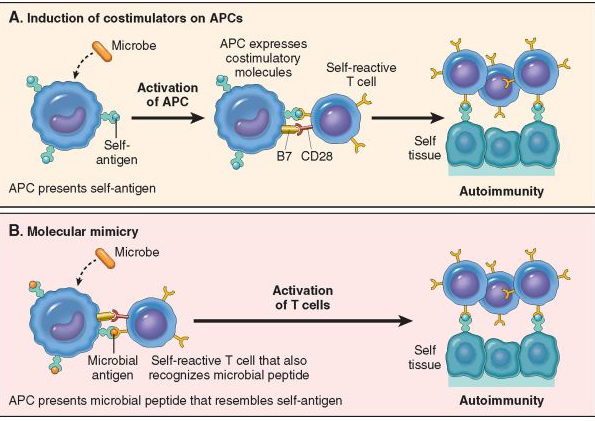 A. Induction of costimulators on APCs
Microbe
APC expresses
costimulatory
molecules
Activation
of APC
Self-reactive
T cell
Self-
antigen
B7 CD28
Self
tissue
APC presents self-antigen
Autoimmunity
B. Molecular mimicry
Microbe
Activation
of T cells
Microbial
antigen
Self-reactive T cell that also
recognizes microbial peptide
Self
tissue
APC presents microbial peptide that resembles self-antigen
Autoimmunity